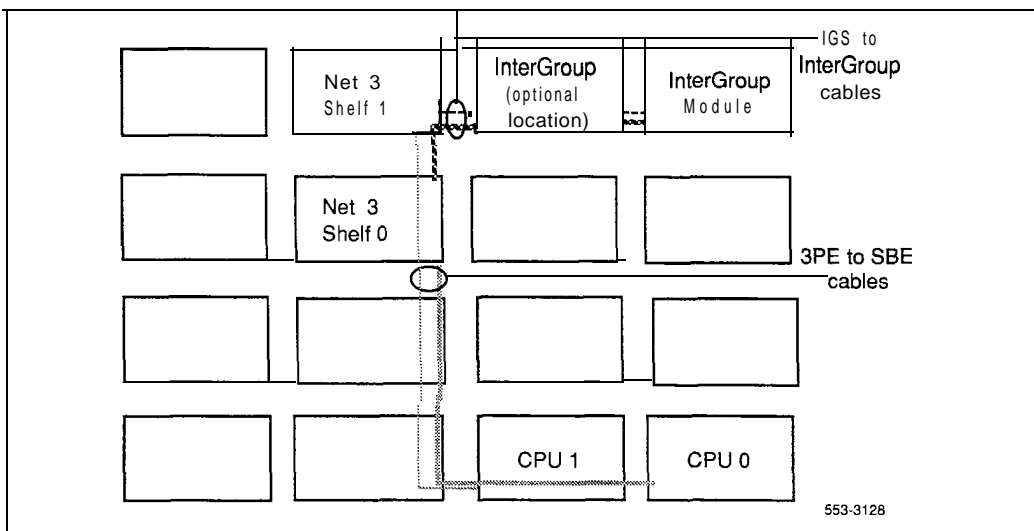 Net 3
Shelf 1
InterGroup
(optional
location)
InterGroup
Module
IGS to
InterGroup
cables
Net 3
Shelf 0
3PE to SBE
cables
CPU 1
CPU 0
553-3128